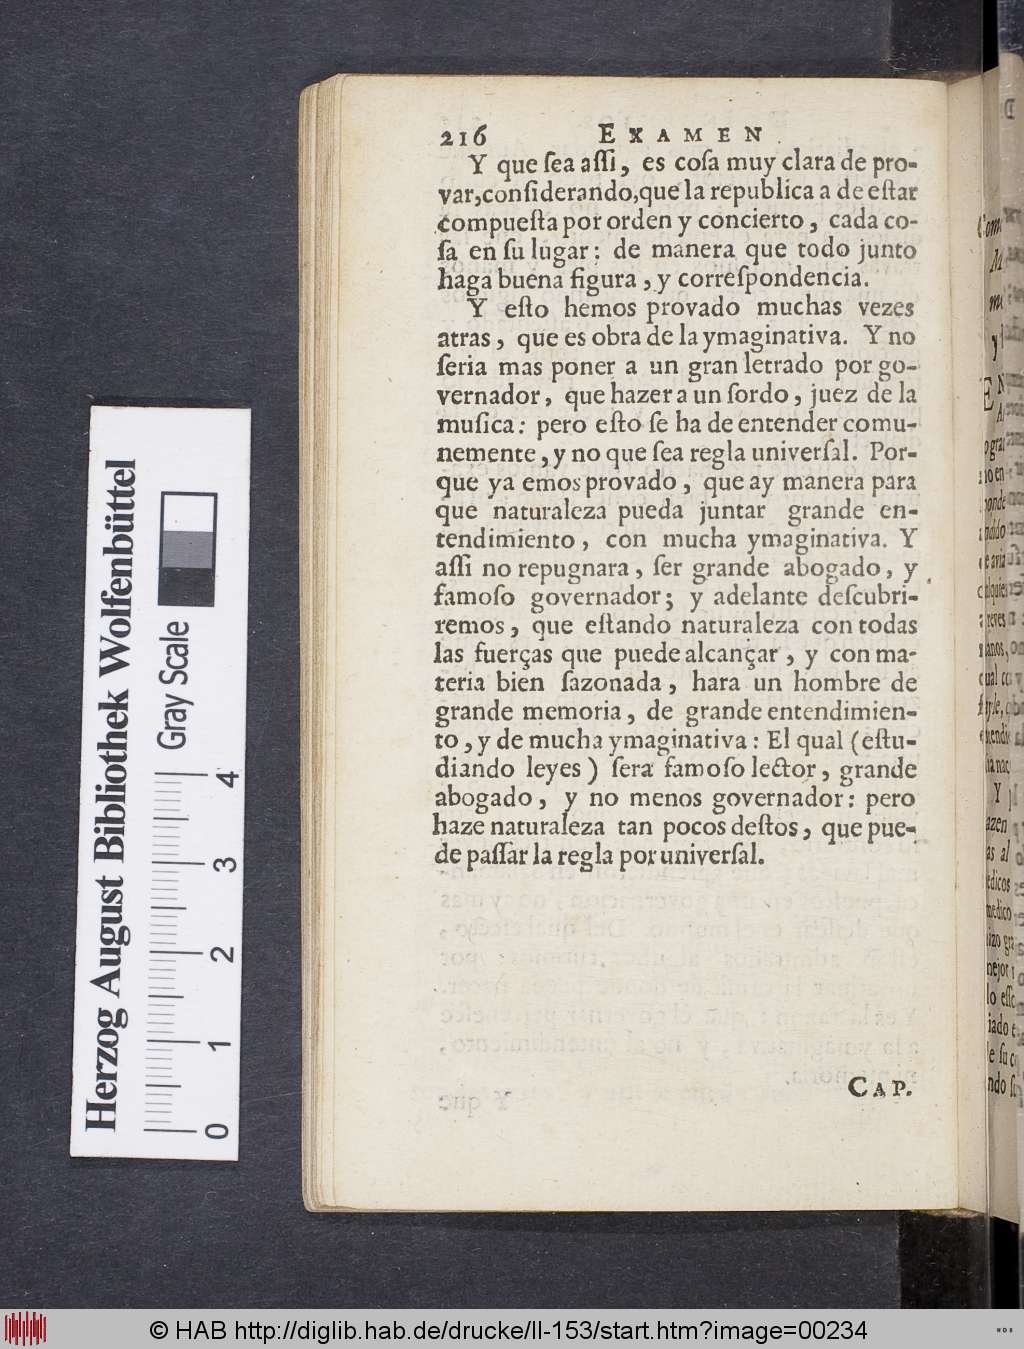 216 EXAMEN
Y que ſea aſſi, es coſa muy clara de pro-
var, conſiderando, que la republica a de eſtar
compueſta por orden y concierto, cada co-
ſa en ſu lugar: de manera que todo junto
haga buena figura, y correſpondencia.
Y eſto hemos provado muchas vezes
atras, que es obra de la ymaginativa. Y no
ſeria mas poner a un gran letrado por go-
vernador, que hazer a un ſordo, juez de la
muſica: pero eſto ſe ha de entender comu-
nemente, y no que ſea regla univerſal. Por-
que ya emos provado, que ay manera para
que naturaleza pueda juntar grande en-
tendimiento, con mucha ymaginativa. Y
aſſi no repugnara, ſer grande abogado, y
famoſo governador; y adelante deſcubri-
remos, que eſtando naturaleza con todas
las fuerças que puede alcançar, y con ma-
teria bien ſazonada, hara un hombre de
grande memoria, de grande entendimien-
to, y de mucha ymaginativa: El qual (eſtu-
diando leyes) ſera famoſo lector, grande
abogado, y no menos governador: pero
haze naturaleza tan pocos deſtos, que pue-
de paſſar la regla por univerſal.
CAP.
Herzog August Bibliothek Wolfenbüttel
Gray Scale
0 1 2 3 4
© HAB http://diglib.hab.de/drucke/ll-153/start.htm?image=00234